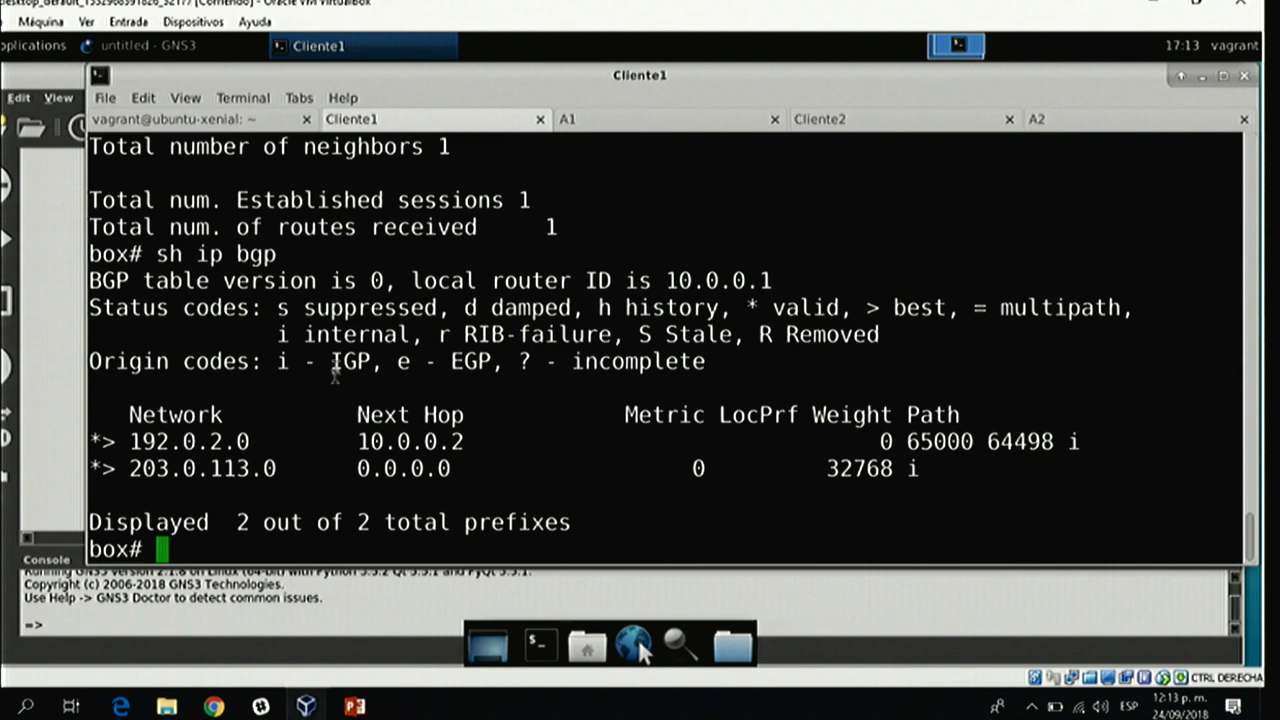 Máquina Ver Entrada Dispositivos Ayuda
untitled - GNS3 Cliente1 17:13 vagrant
Cliente1
Edit View File Edit View Terminal Tabs Help
vagrant@ubuntu-xenial: ~ Cliente1 A1 Cliente2 A2
Total number of neighbors 1
Total num. Established sessions 1
Total num. of routes received 1
box# sh ip bgp
BGP table version is 0, local router ID is 10.0.0.1
Status codes: s suppressed, d damped, h history, * valid, > best, = multipath,
i internal, r RIB-failure, S Stale, R Removed
Origin codes: i - IGP, e - EGP, ? - incomplete
Network Next Hop Metric LocPrf Weight Path
*> 192.0.2.0 10.0.0.2 0 65000 64498 i
*> 203.0.113.0 0.0.0.0 0 32768 i
Displayed 2 out of 2 total prefixes
box#
Console
Copyright (c) 2006-2018 GNS3 Technologies.
Use Help -> GNS3 Doctor to detect common issues.
=>
CTRL DERECHA
ESP 12:13 p. m.
24/09/2018